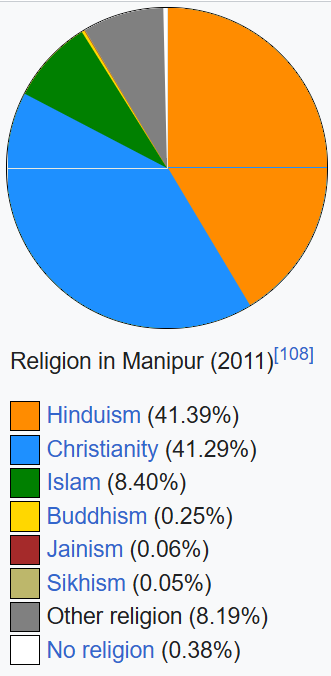 Religion in Manipur (2011)[108]
Hinduism (41.39%)
Christianity (41.29%)
Islam (8.40%)
Buddhism (0.25%)
Jainism (0.06%)
Sikhism (0.05%)
Other religion (8.19%)
No religion (0.38%)